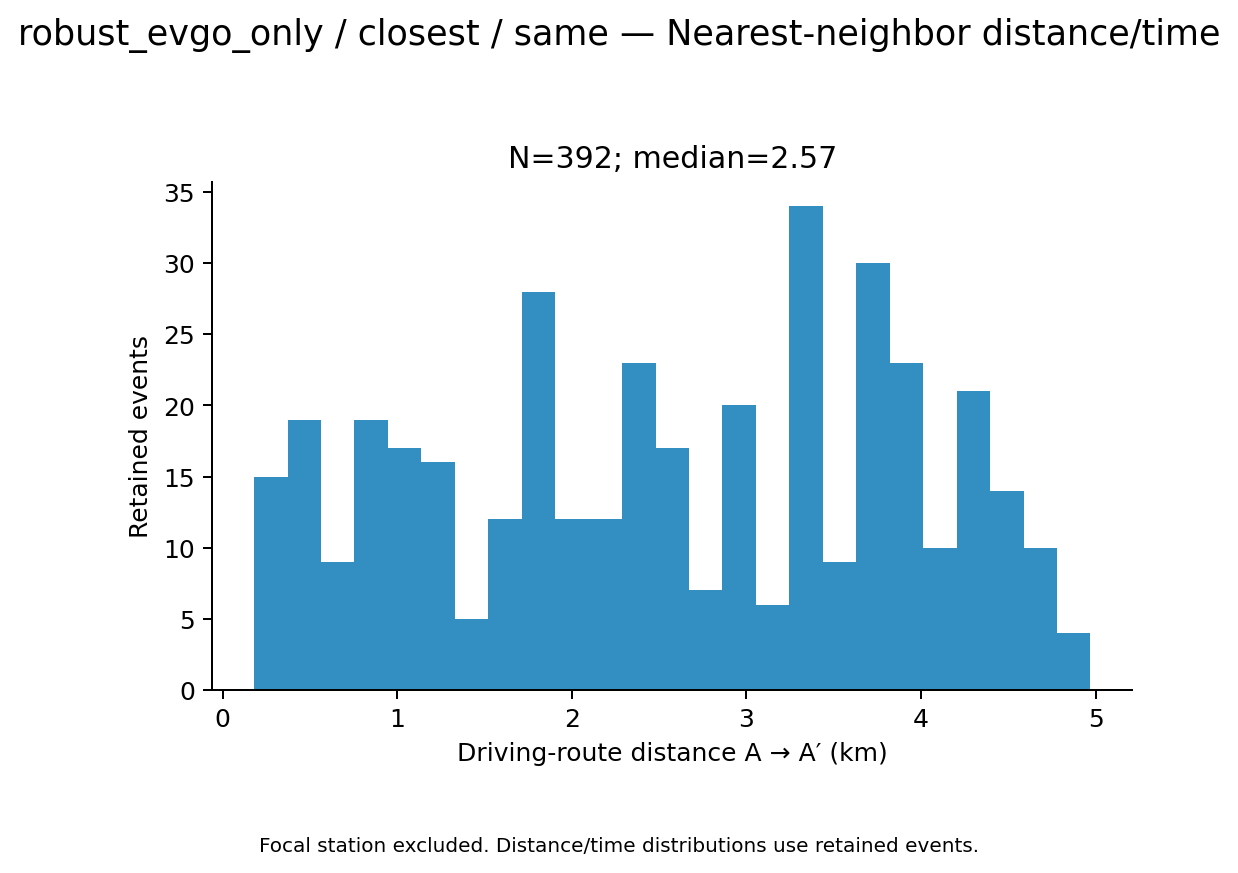 robust_evgo_only / closest / same — Nearest-neighbor distance/time
N=392; median=2.57
35
30
25
20
15
10
5
0
Retained events
0 1 2 3 4 5
Driving-route distance A → A′ (km)
Focal station excluded. Distance/time distributions use retained events.